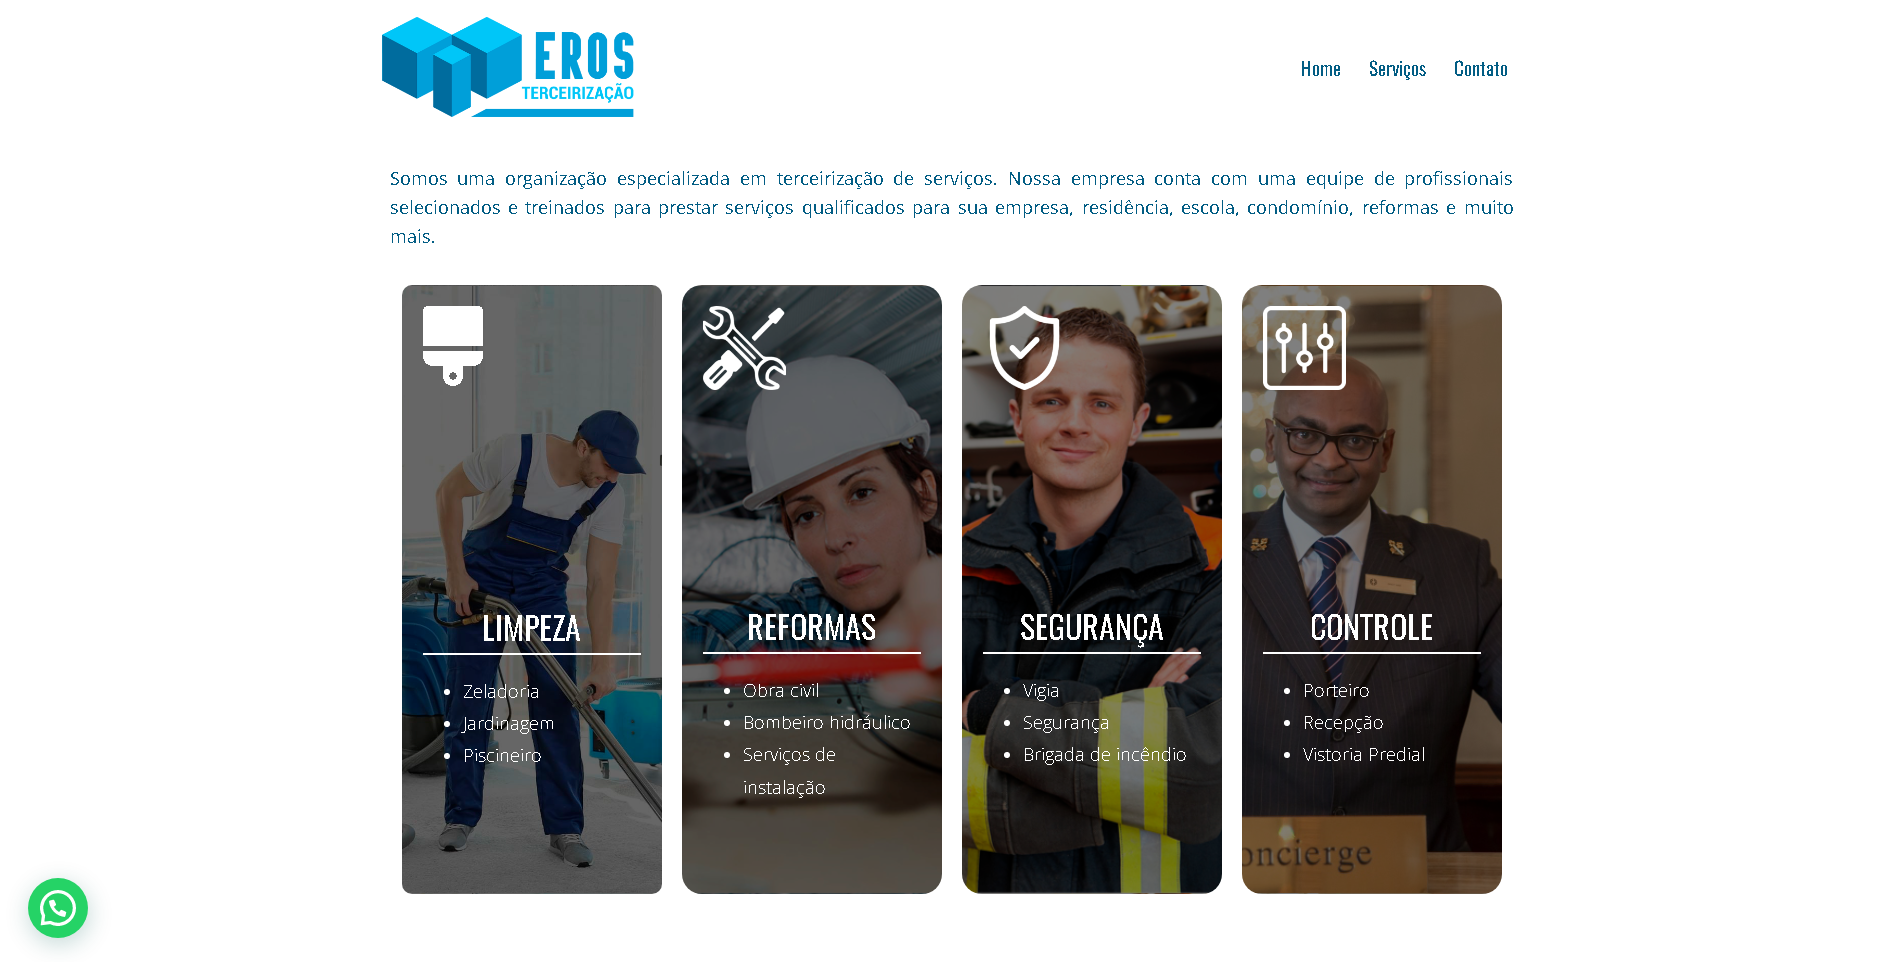 EROS
TERCEIRIZAÇÃO
Home Serviços Contato
Somos uma organização especializada em terceirização de serviços. Nossa empresa conta com uma equipe de profissionais
selecionados e treinados para prestar serviços qualificados para sua empresa, residência, escola, condomínio, reformas e muito
mais.
LIMPEZA
Zeladoria
Jardinagem
Piscineiro
REFORMAS
Obra civil
Bombeiro hidráulico
Serviços de
instalação
SEGURANÇA
Vigia
Segurança
Brigada de incêndio
CONTROLE
Porteiro
Recepção
Vistoria Predial
oncierge